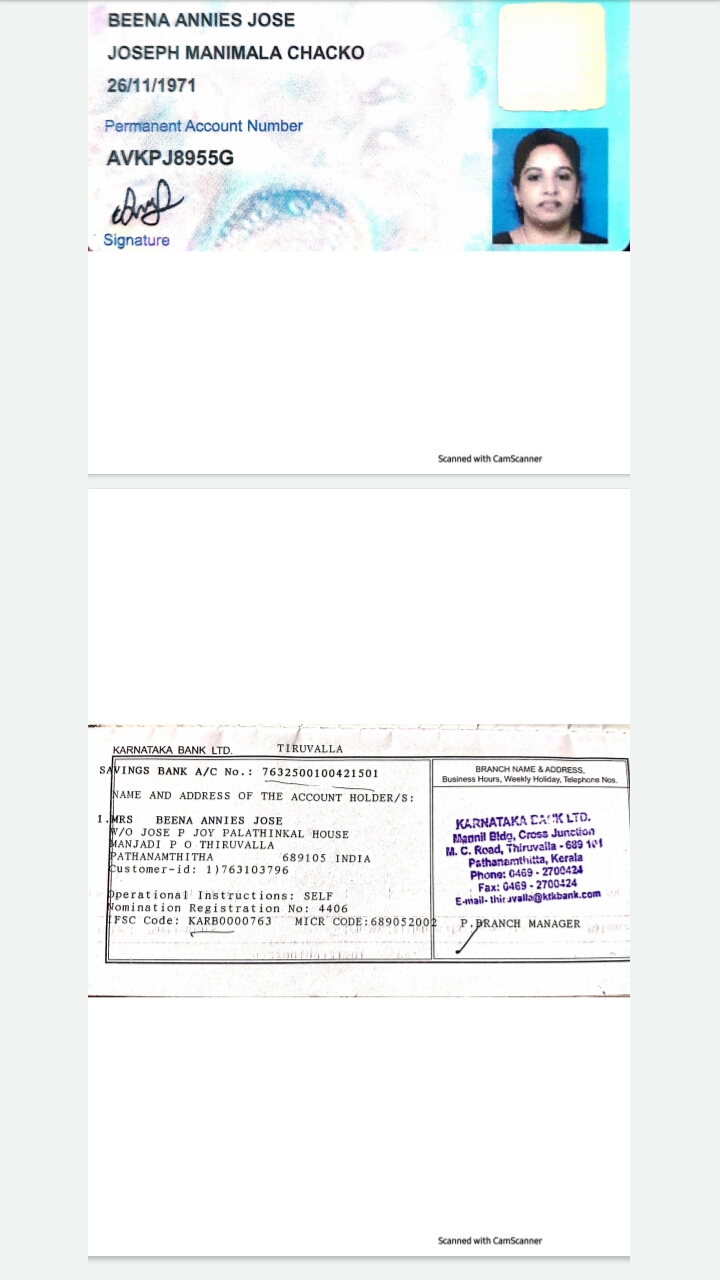 BEENA ANNIES JOSE
JOSEPH MANIMALA CHACKO
26/11/1971
Permanent Account Number
AVKPJ8955G
Signature
Scanned with CamScanner
KARNATAKA BANK LTD. TIRUVALLA
SAVINGS BANK A/C No.: 7632500100421501
NAME AND ADDRESS OF THE ACCOUNT HOLDER/S:
1.MRS BEENA ANNIES JOSE
W/O JOSE P JOY PALATHINKAL HOUSE
MANJADI P O THIRUVALLA
PATHANAMTHITHA 689105 INDIA
Customer-id: 1)763103796
Operational Instructions: SELF
Nomination Registration No: 4406
IFSC Code: KARB0000763 MICR CODE:689052002
BRANCH NAME & ADDRESS,
Business Hours, Weekly Holiday, Telephone Nos.
KARNATAKA BANK LTD.
Mannil Bldg, Cross Junction
M. C. Road, Thiruvalla - 689 101
Pathanamthitta, Kerala
Phone: 0469 - 2700424
Fax: 0469 - 2700424
E-mail- thiruvalla@ktkbank.com
P.BRANCH MANAGER
Scanned with CamScanner